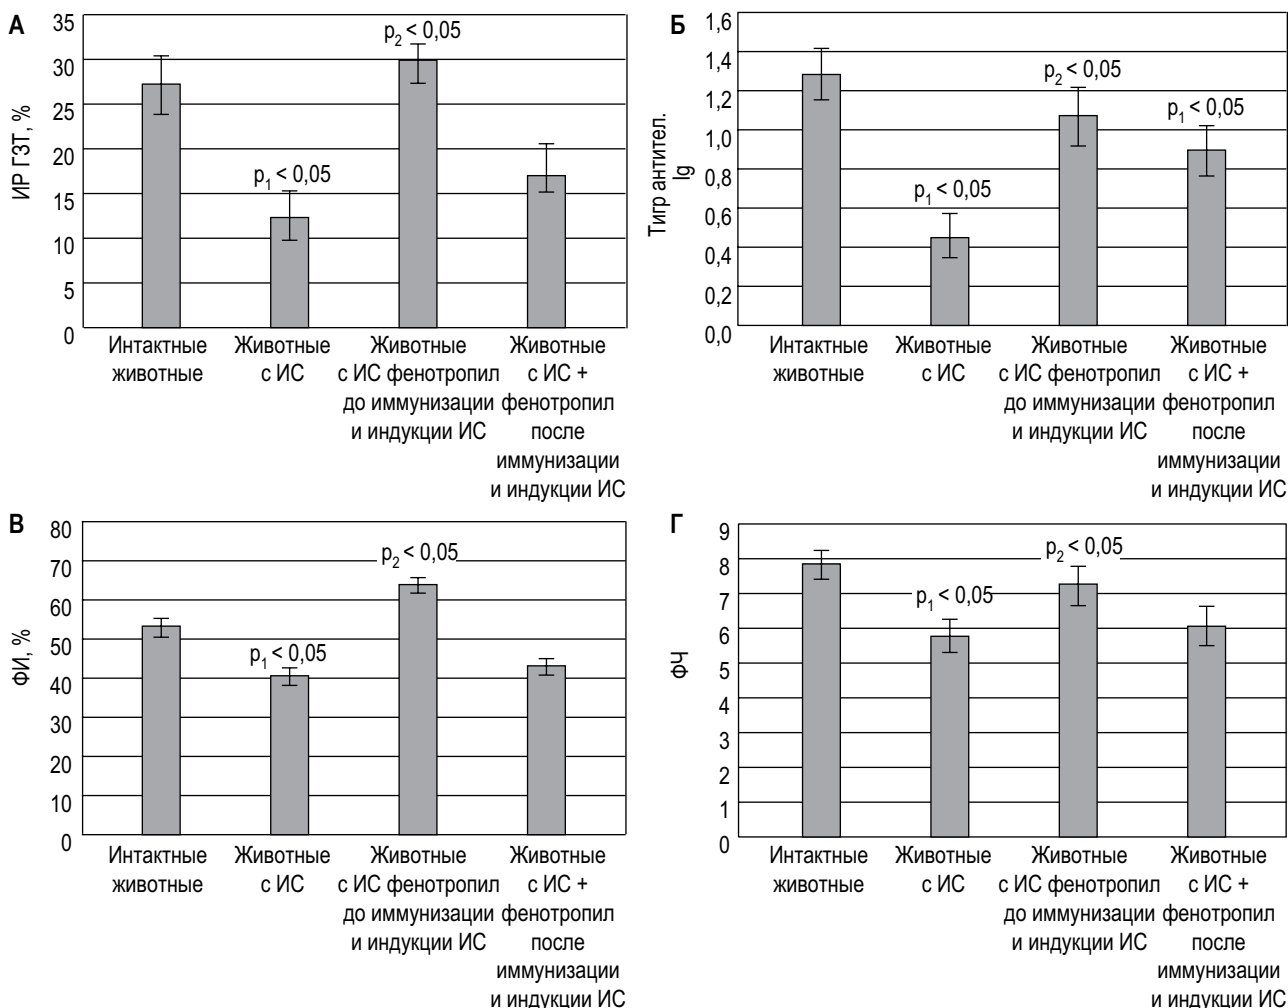 А
ИР ГЗТ, %
35
30
25
20
15
10
5
0
p1 < 0,05
p2 < 0,05
Интактные
животные
Животные
с ИС
Животные
с ИС фенотропил
до иммунизации
и индукции ИС
Животные
с ИС +
фенотропил
после
иммунизации
и индукции ИС
Б
Тигр антител.
lg
1,6
1,4
1,2
1,0
0,8
0,6
0,4
0,2
0,0
p1 < 0,05
p2 < 0,05
p1 < 0,05
Интактные
животные
Животные
с ИС
Животные
с ИС фенотропил
до иммунизации
и индукции ИС
Животные
с ИС +
фенотропил
после
иммунизации
и индукции ИС
В
ФИ, %
80
70
60
50
40
30
20
10
0
p1 < 0,05
p2 < 0,05
Интактные
животные
Животные
с ИС
Животные
с ИС фенотропил
до иммунизации
и индукции ИС
Животные
с ИС +
фенотропил
после
иммунизации
и индукции ИС
Г
ФЧ
9
8
7
6
5
4
3
2
1
0
p1 < 0,05
p2 < 0,05
Интактные
животные
Животные
с ИС
Животные
с ИС фенотропил
до иммунизации
и индукции ИС
Животные
с ИС +
фенотропил
после
иммунизации
и индукции ИС